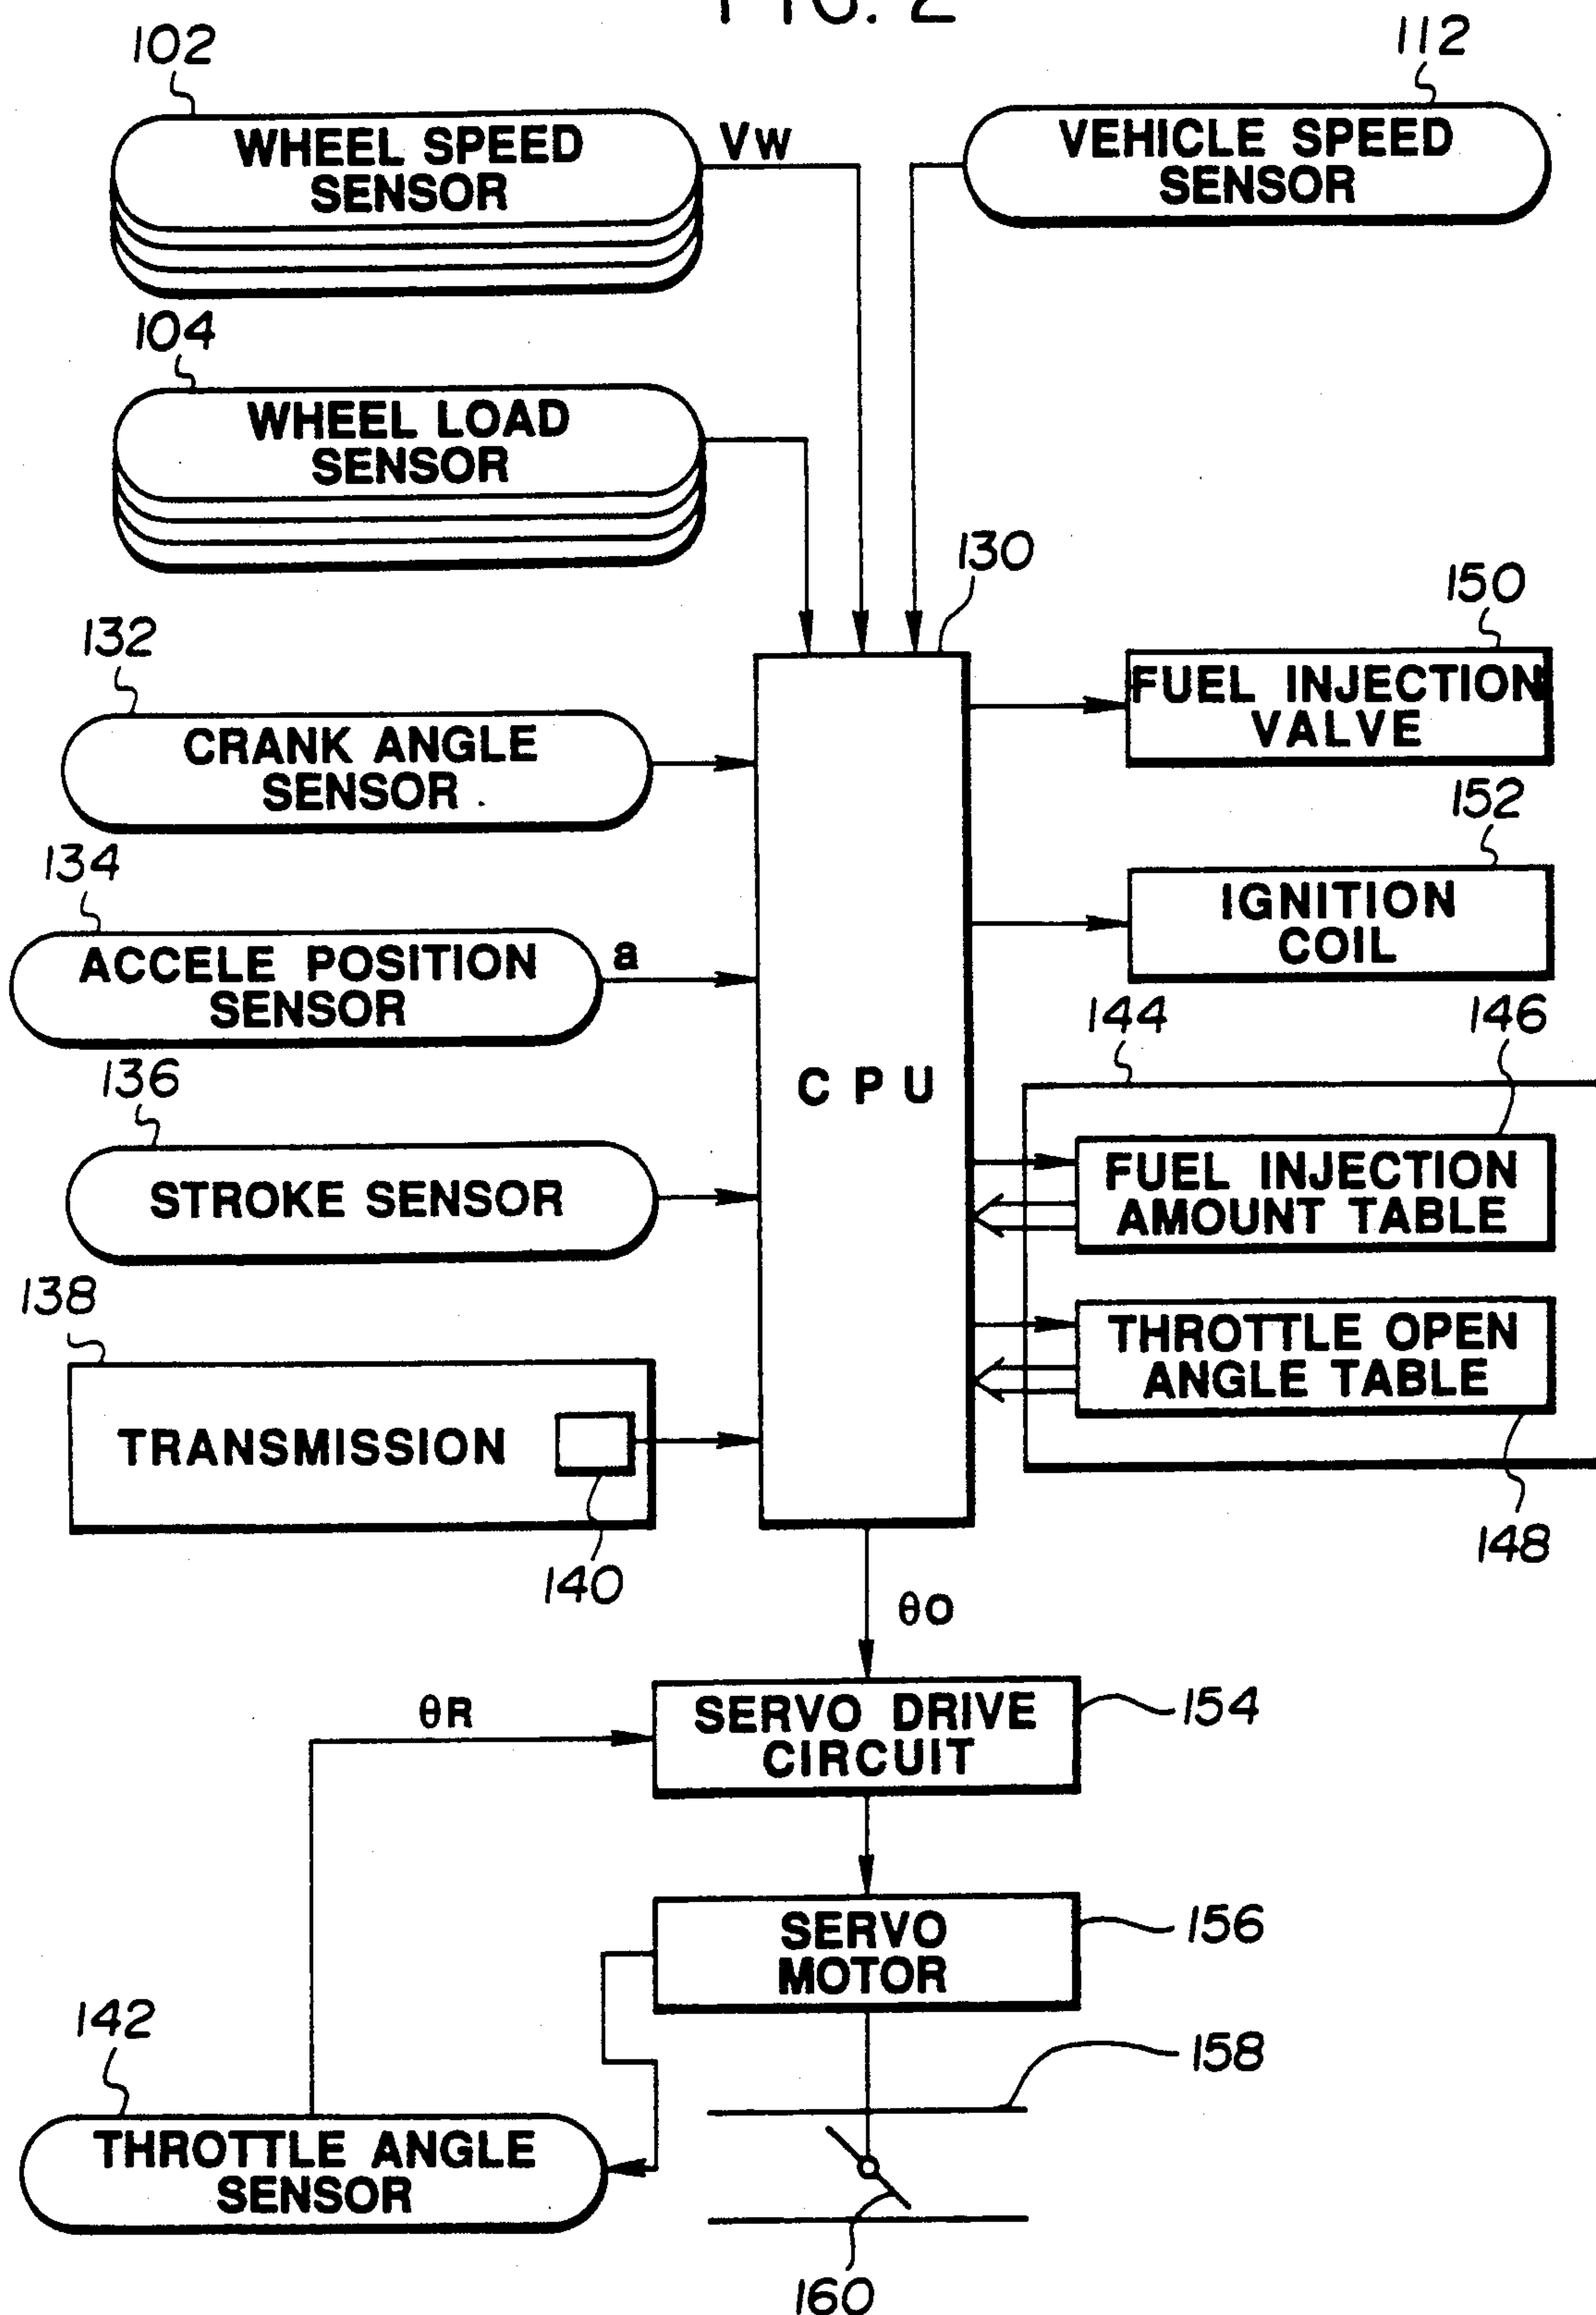 FIG. 2
102
112
WHEEL SPEED
SENSOR
Vw
VEHICLE SPEED
SENSOR
104
WHEEL LOAD
SENSOR
130
150
132
FUEL INJECTION
VALVE
CRANK ANGLE
SENSOR
152
134
IGNITION
COIL
ACCELE POSITION
SENSOR
a
144
146
136
CPU
FUEL INJECTION
AMOUNT TABLE
STROKE SENSOR
138
THROTTLE OPEN
ANGLE TABLE
TRANSMISSION
148
140
θO
θR
SERVO DRIVE
CIRCUIT
154
SERVO
MOTOR
156
142
158
THROTTLE ANGLE
SENSOR
160